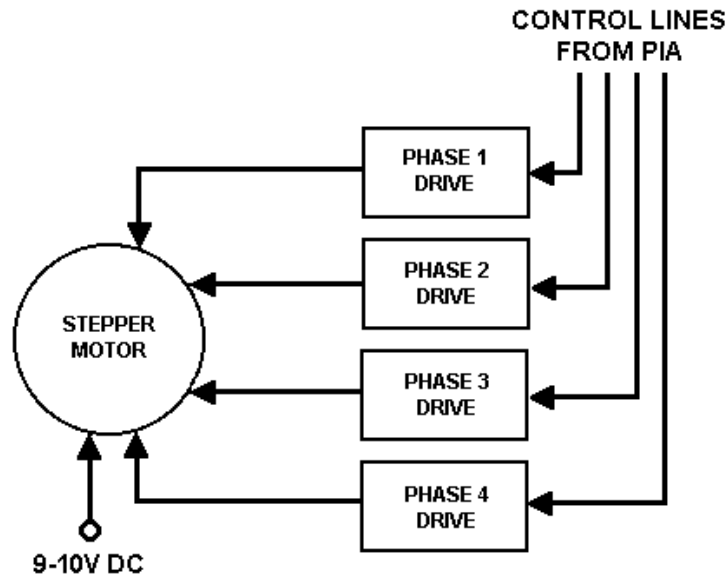 CONTROL LINES
FROM PIA
PHASE 1
DRIVE
PHASE 2
DRIVE
STEPPER
MOTOR
PHASE 3
DRIVE
PHASE 4
DRIVE
9-10V DC